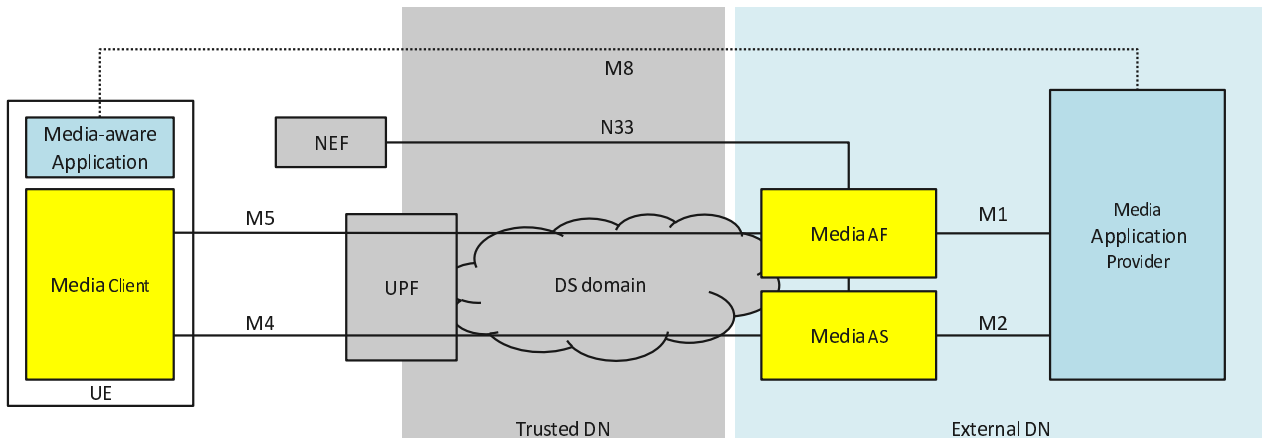 M8
Media-aware
Application
NEF
N33
M5
Media AF
M1
Media
Application
Provider
Media Client
UPF
DS domain
M4
Media AS
M2
UE
Trusted DN
External DN